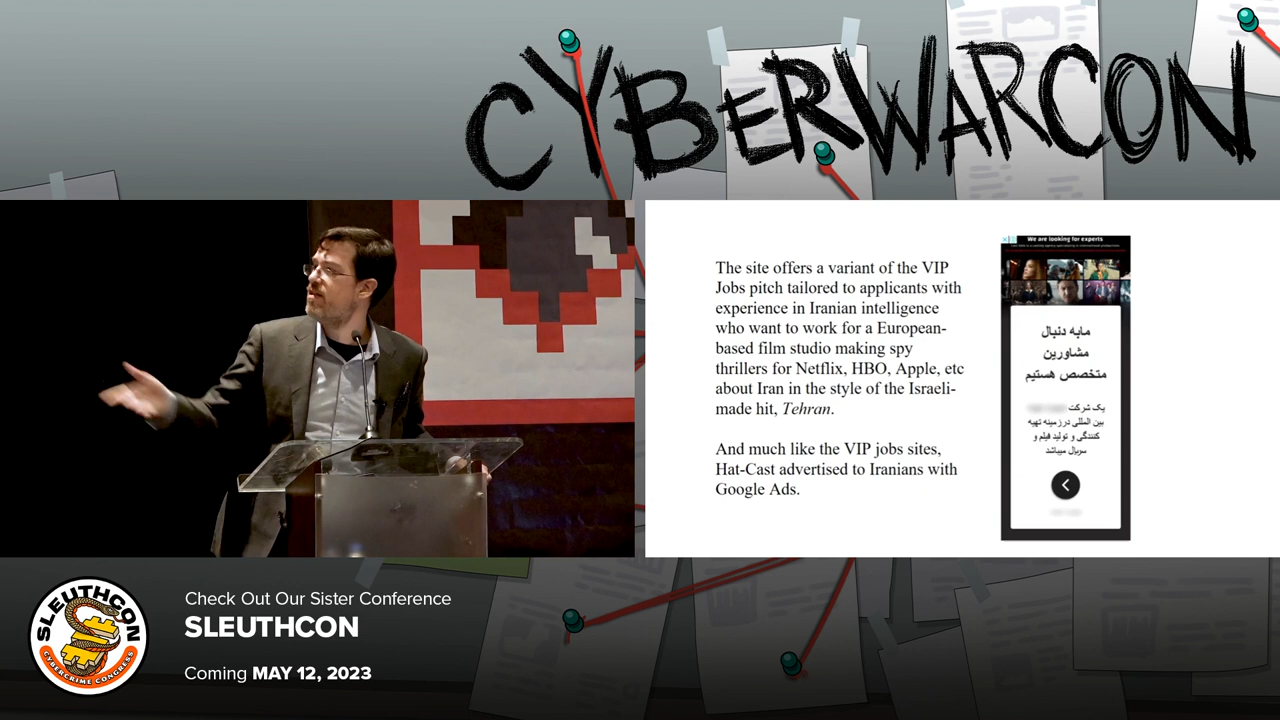 CYBERWARCON
The site offers a variant of the VIP
Jobs pitch tailored to applicants with
experience in Iranian intelligence
who want to work for a European-
based film studio making spy
thrillers for Netflix, HBO, Apple, etc
about Iran in the style of the Israeli-
made hit, Tehran.
And much like the VIP jobs sites,
Hat-Cast advertised to Iranians with
Google Ads.
We are looking for experts
مابه دنبال
مشاورین
متخصص هستیم
یک شرکت
بین المللی درزمینه تهیه
کنندگی و تولید فیلم و
سریال میباشد
SLEUTHCON
CYBERCRIME CONGRESS
Check Out Our Sister Conference
SLEUTHCON
Coming MAY 12, 2023